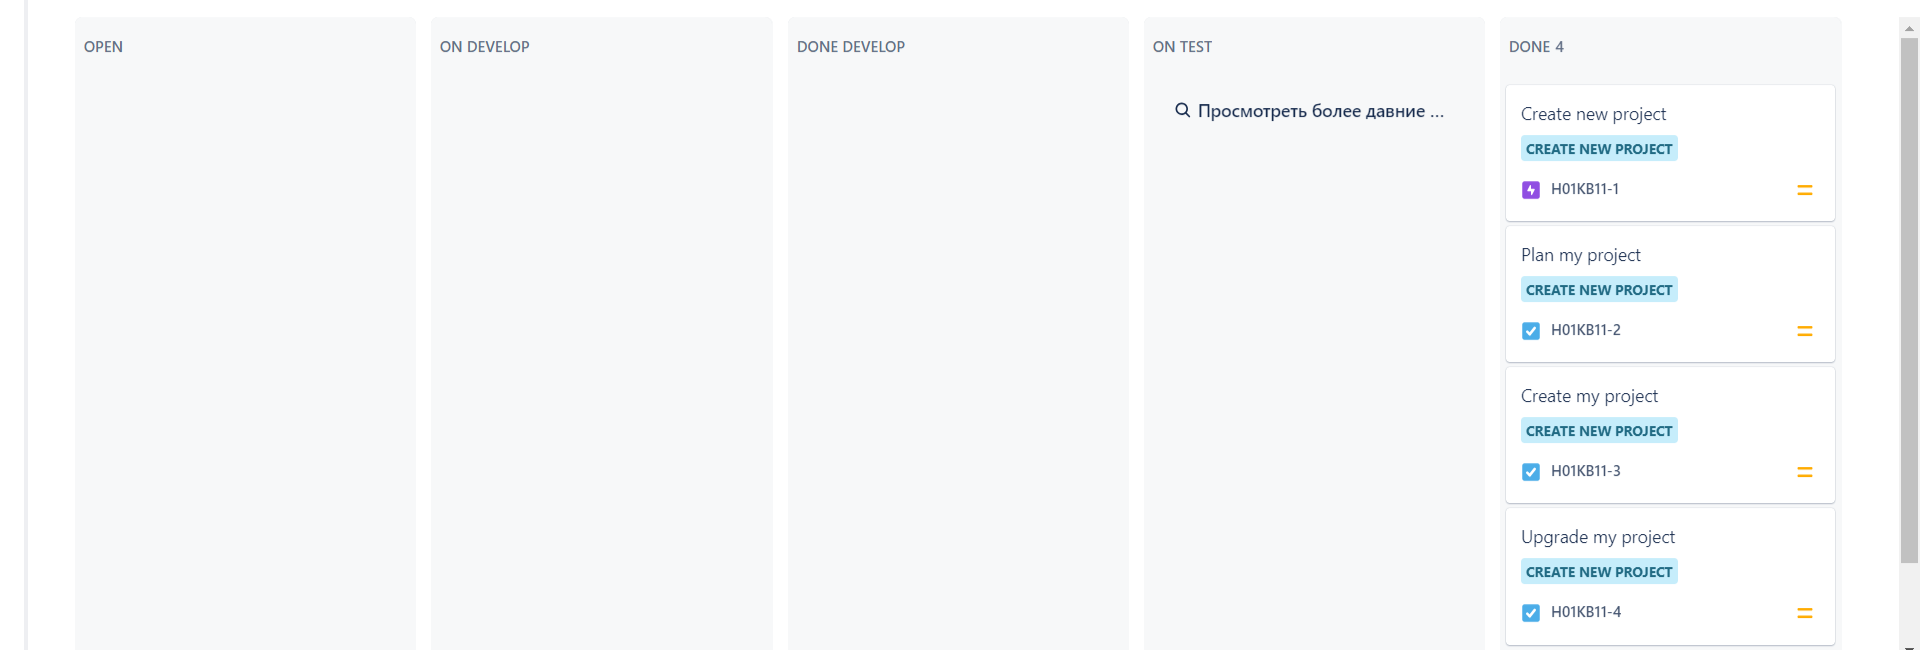 OPEN
ON DEVELOP
DONE DEVELOP
ON TEST
Просмотреть более давние ...
DONE 4
Create new project
CREATE NEW PROJECT
H01KB11-1
Plan my project
CREATE NEW PROJECT
H01KB11-2
Create my project
CREATE NEW PROJECT
H01KB11-3
Upgrade my project
CREATE NEW PROJECT
H01KB11-4